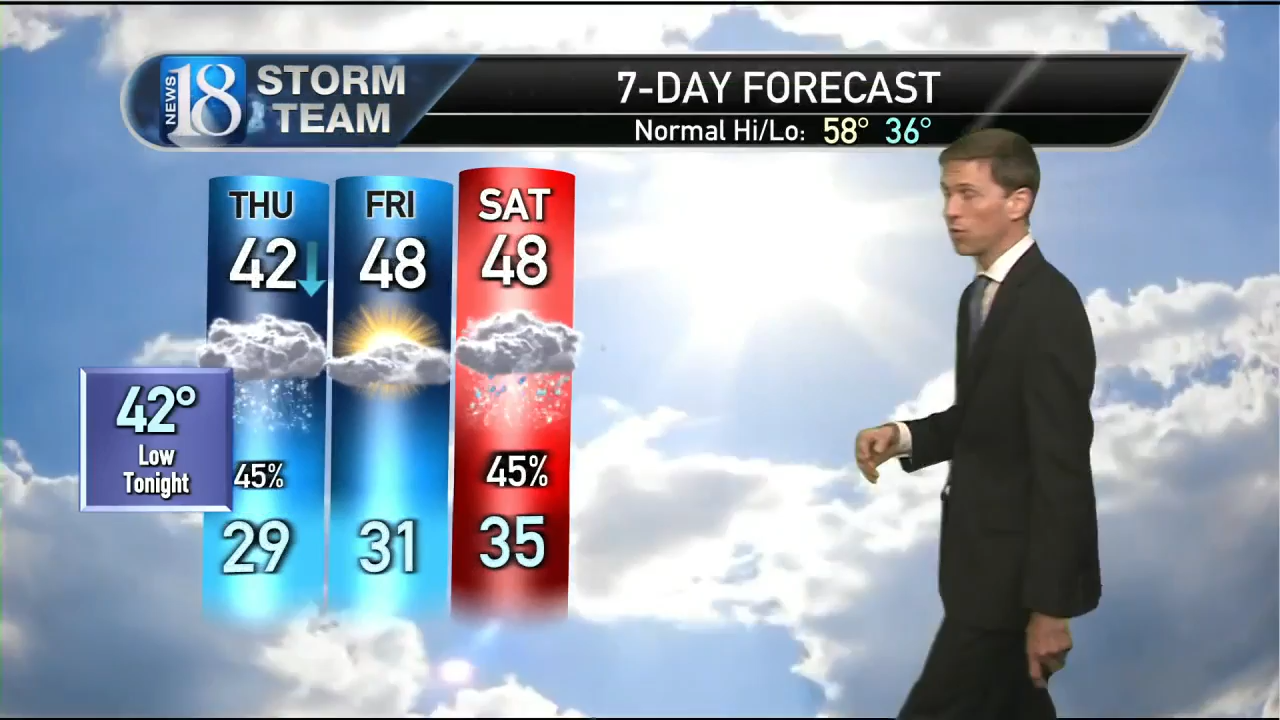 NEWS 18
STORM
TEAM
7-DAY FORECAST
Normal Hi/Lo: 58° 36°
THU
42
45%
29
FRI
48
31
SAT
48
45%
35
42°
Low
Tonight